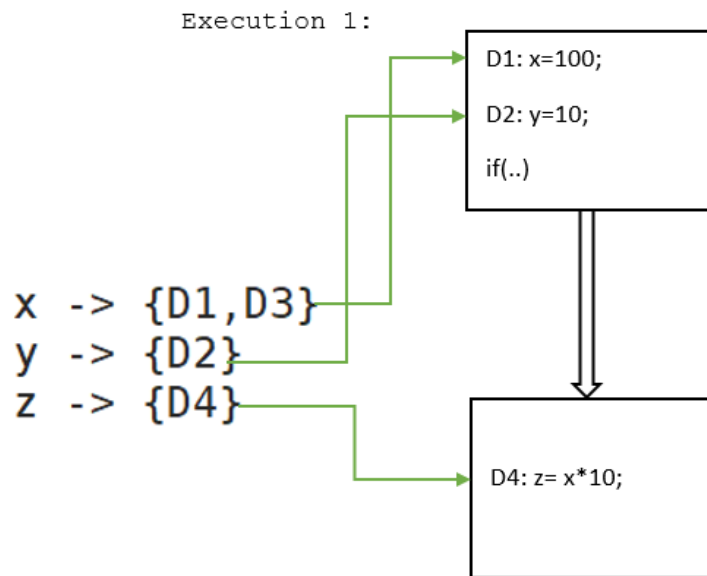 Execution 1:
D1: x=100;
D2: y=10;
if(..)
x -> {D1,D3}
y -> {D2}
z -> {D4}
D4: z= x*10;